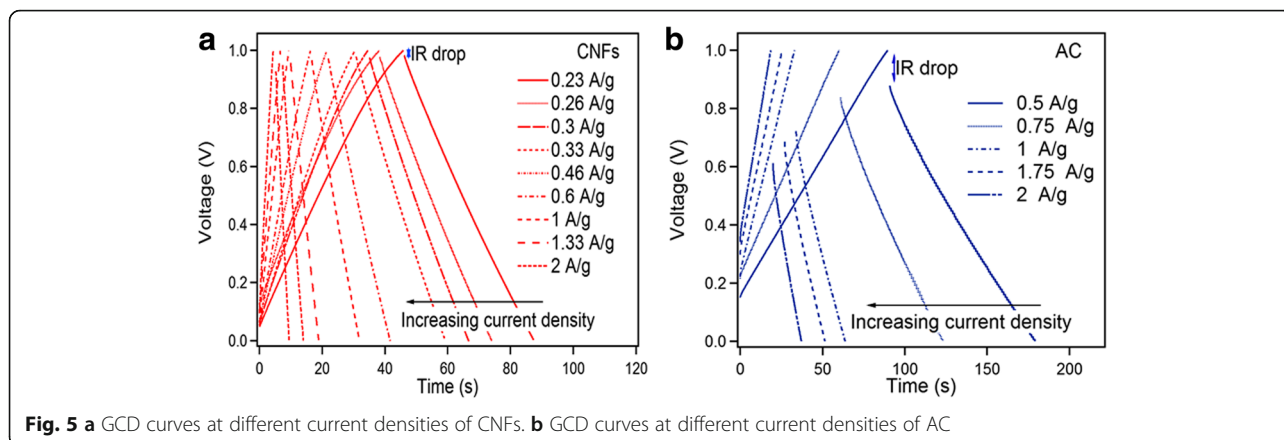 a
CNFs
IR drop
0.23 A/g
0.26 A/g
0.3 A/g
0.33 A/g
0.46 A/g
0.6 A/g
1 A/g
1.33 A/g
2 A/g
Increasing current density
Voltage (V)
1.0
0.8
0.6
0.4
0.2
0.0
0 20 40 60 80 100 120
Time (s)
b
AC
IR drop
0.5 A/g
0.75 A/g
1 A/g
1.75 A/g
2 A/g
Increasing current density
Voltage (V)
1.0
0.8
0.6
0.4
0.2
0.0
0 50 100 150 200
Time (s)
Fig. 5 a GCD curves at different current densities of CNFs. b GCD curves at different current densities of AC